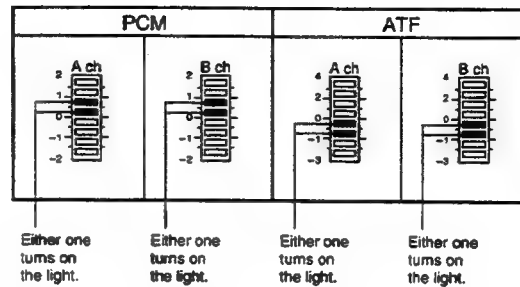 PCM ATF
A ch B ch A ch B ch
2 2 4 4
1 1 2 2
0 0 0 0
-1 -1 -1 -1
-2 -2 -3 -3
Either one Either one Either one Either one
turns on turns on turns on turns on
the light. the light. the light. the light.